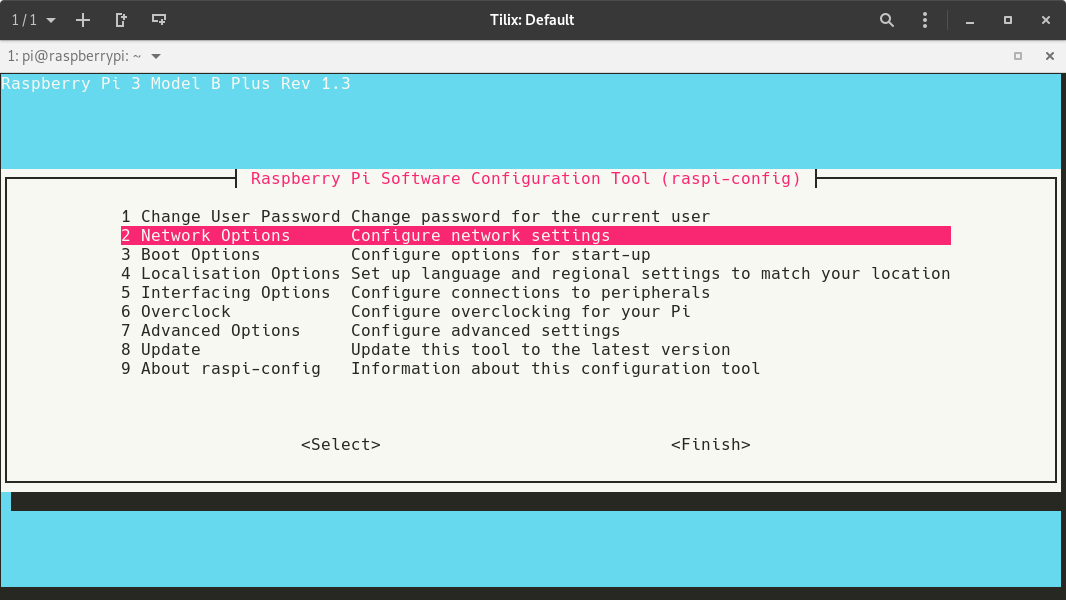 1 / 1
Tilix: Default
1: pi@raspberrypi: ~
Raspberry Pi 3 Model B Plus Rev 1.3
Raspberry Pi Software Configuration Tool (raspi-config)
1 Change User Password Change password for the current user
2 Network Options Configure network settings
3 Boot Options Configure options for start-up
4 Localisation Options Set up language and regional settings to match your location
5 Interfacing Options Configure connections to peripherals
6 Overclock Configure overclocking for your Pi
7 Advanced Options Configure advanced settings
8 Update Update this tool to the latest version
9 About raspi-config Information about this configuration tool
<Select> <Finish>